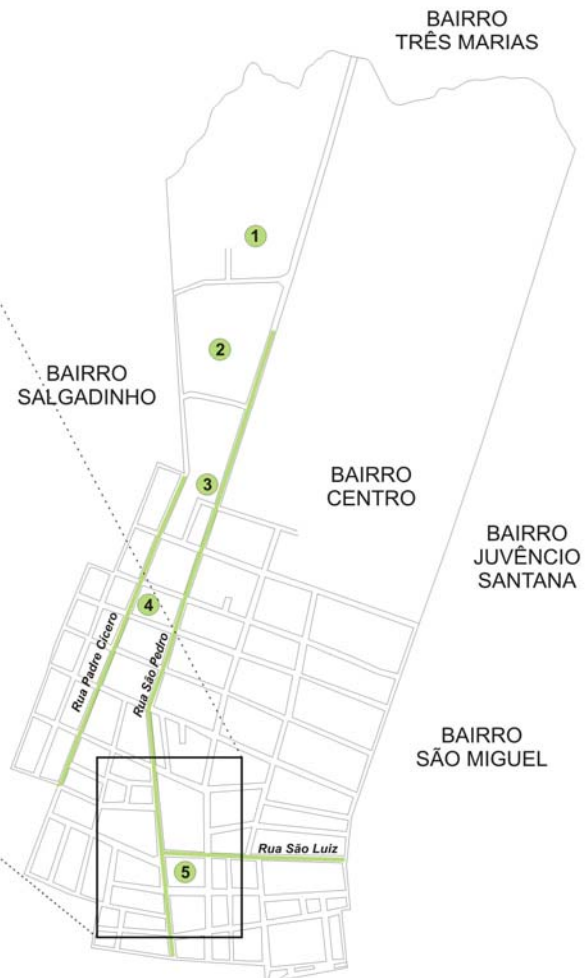 BAIRRO
TRÊS MARIAS
1
2
BAIRRO
SALGADINHO
3
BAIRRO
CENTRO
BAIRRO
JUVÊNCIO
SANTANA
4
Rua Padre Cícero
Rua São Pedro
BAIRRO
SÃO MIGUEL
Rua São Luiz
5